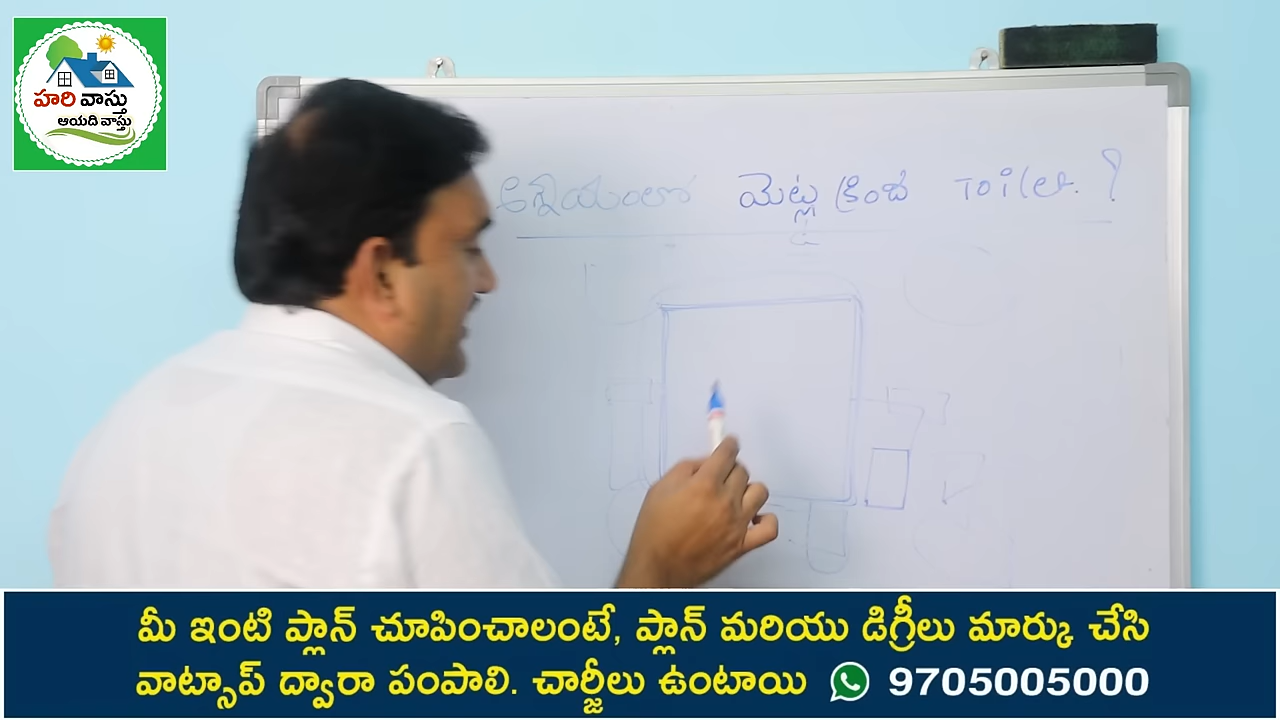 హరి వాస్తు
ఆయది వాస్తు
ఆగ్నేయంలో మెట్ల క్రింద Toilet. ?
మీ ఇంటి ప్లాన్ చూపించాలంటే, ప్లాన్ మరియు డిగ్రీలు మార్కు చేసి
వాట్సాప్ ద్వారా పంపాలి. చార్జీలు ఉంటాయి 9705005000